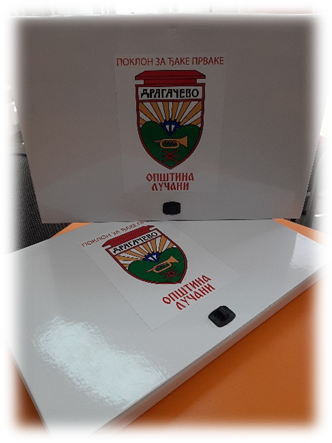 ПОКЛОН ЗА ЂАКЕ ПРВАКЕ
ДРАГАЧЕВО
ОПШТИНА
ЛУЧАНИ
ПОКЛОН ЗА ЂАКЕ ПРВАКЕ
ДРАГАЧЕВО
ОПШТИНА
ЛУЧАНИ